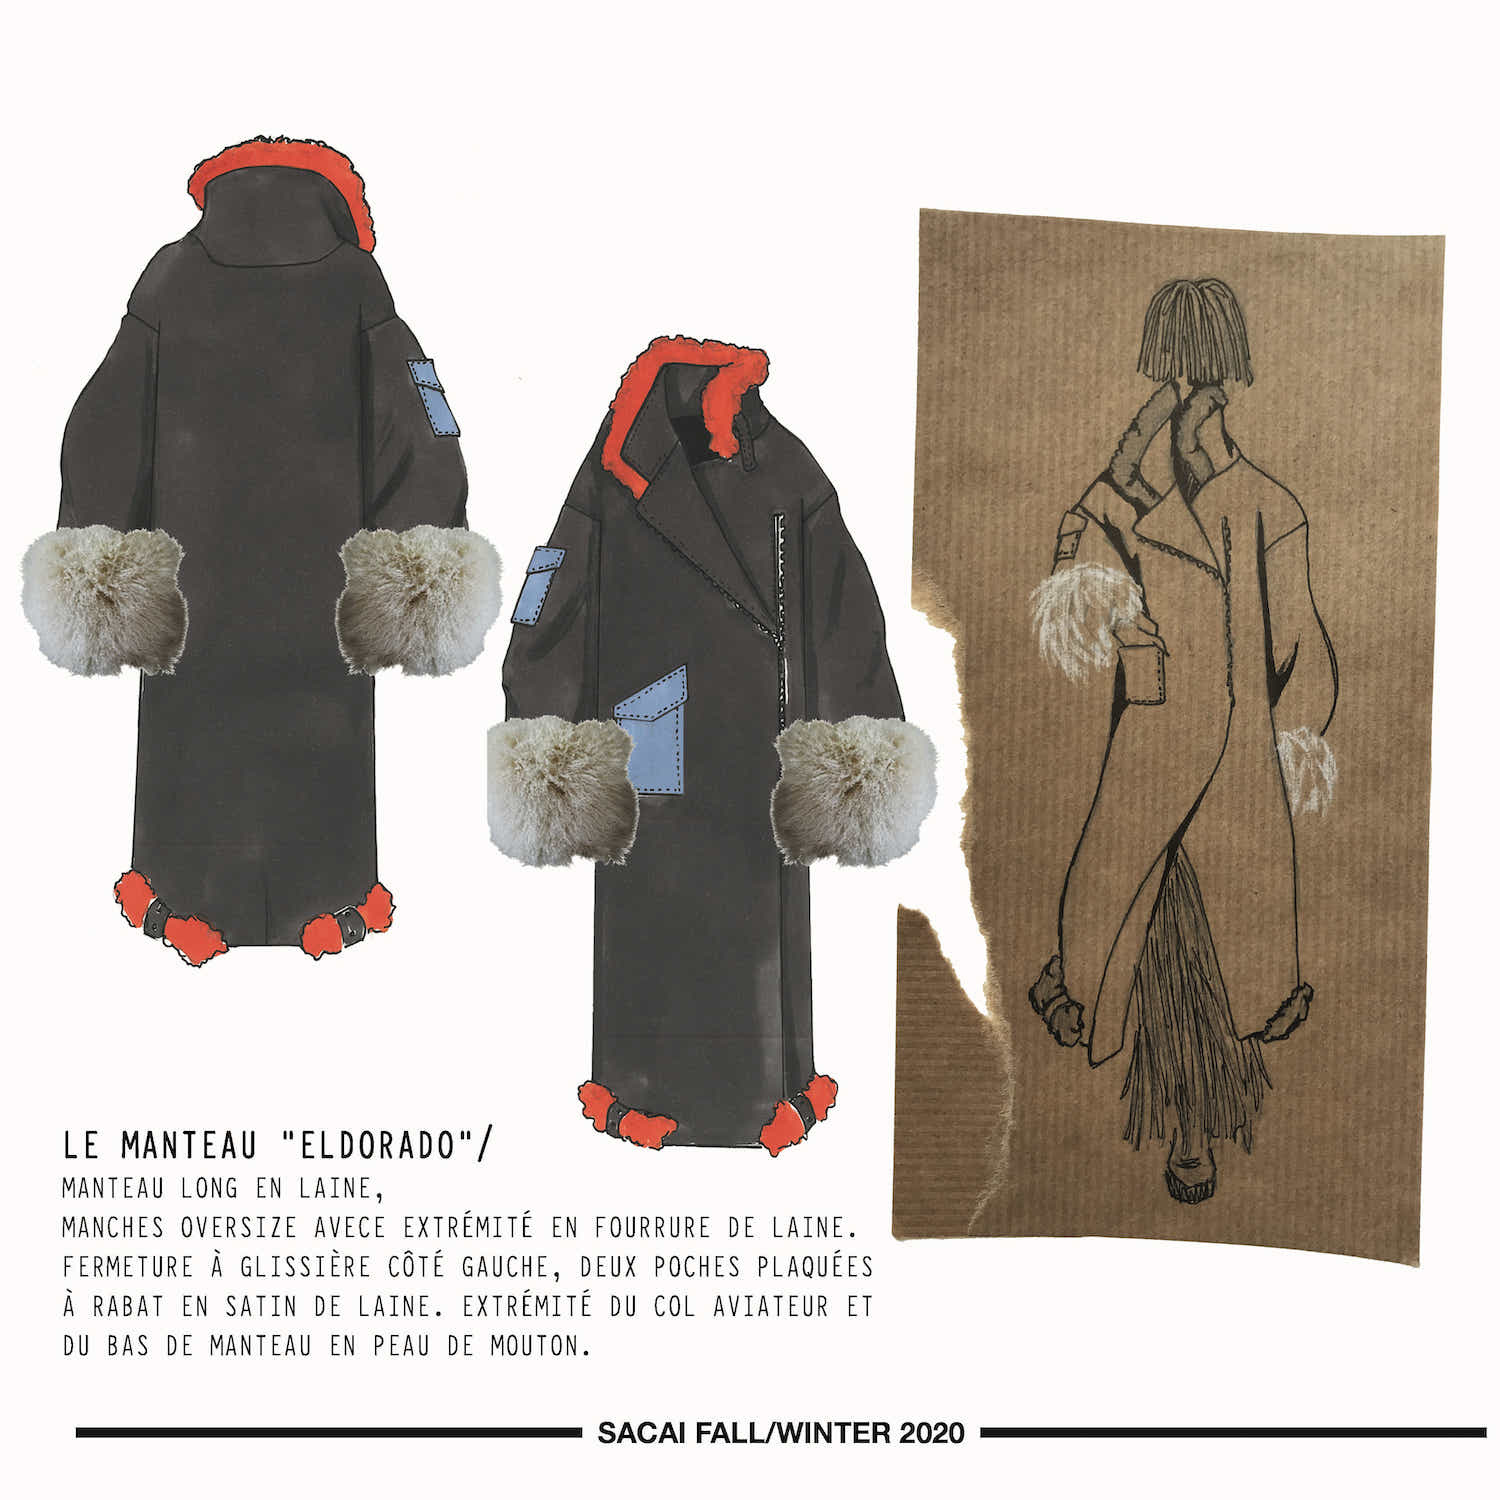 LE MANTEAU "ELDORADO"/
MANTEAU LONG EN LAINE,
MANCHES OVERSIZE AVECE EXTRÉMITÉ EN FOURRURE DE LAINE.
FERMETURE À GLISSIÈRE CÔTÉ GAUCHE, DEUX POCHES PLAQUÉES
À RABAT EN SATIN DE LAINE. EXTRÉMITÉ DU COL AVIATEUR ET
DU BAS DE MANTEAU EN PEAU DE MOUTON.
SACAI FALL/WINTER 2020